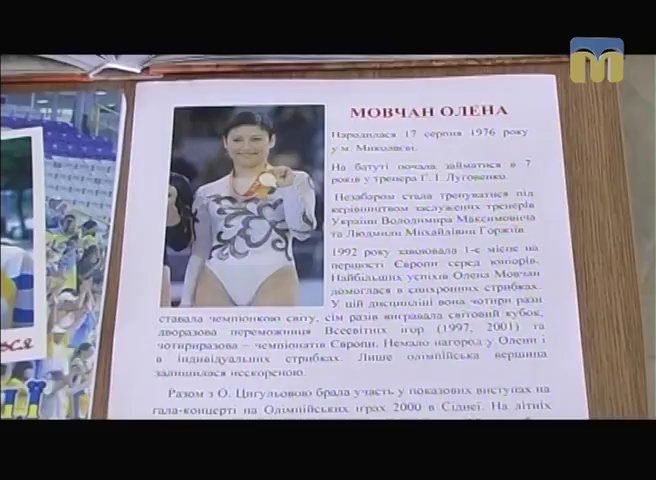 МОВЧАН ОЛЕНА
Народилася 17 серпня 1976 року
у м. Миколаєві.
На батуті почала займатися в 7
років у тренера Г. І. Луговенко.
Незабаром стала тренуватися під
керівництвом заслужених тренерів
України Володимира Максимовича
та Людмили Михайлівни Горжів.
1992 року завоювала 1-е місце на
першості Європи серед юніорів.
Найбільших успіхів Олена Мовчан
домоглася в синхронних стрибках.
У цій дисципліні вона чотири рази
ставала чемпіонкою світу, сім разів вигравала світовий кубок,
дворазова переможниця Всесвітніх ігор (1997, 2001) та
чотириразова – чемпіонатів Європи. Немало нагород у Олени і
в індивідуальних стрибках. Лише олімпійська вершина
залишилася нескореною.
Разом з О. Цигульовою брала участь у показових виступах на
гала-концерті на Олімпійських іграх 2000 в Сіднеї. На літніх
ься
М